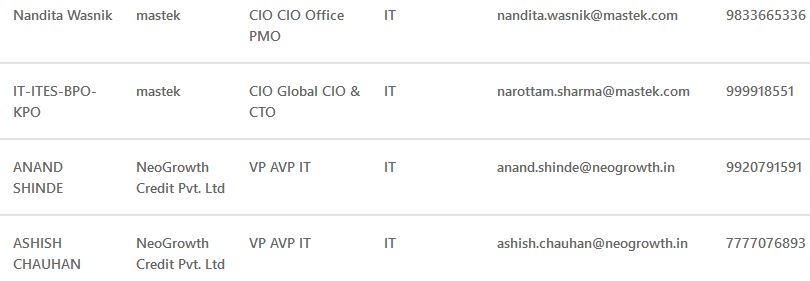 Nandita Wasnik mastek CIO CIO Office IT nandita.wasnik@mastek.com 9833665336
PMO
IT-ITES-BPO- mastek CIO Global CIO & IT narottam.sharma@mastek.com 999918551
KPO CTO
ANAND NeoGrowth VP AVP IT IT anand.shinde@neogrowth.in 9920791591
SHINDE Credit Pvt. Ltd
ASHISH NeoGrowth VP AVP IT IT ashish.chauhan@neogrowth.in 7777076893
CHAUHAN Credit Pvt. Ltd